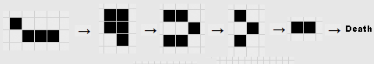 → → → → → Death